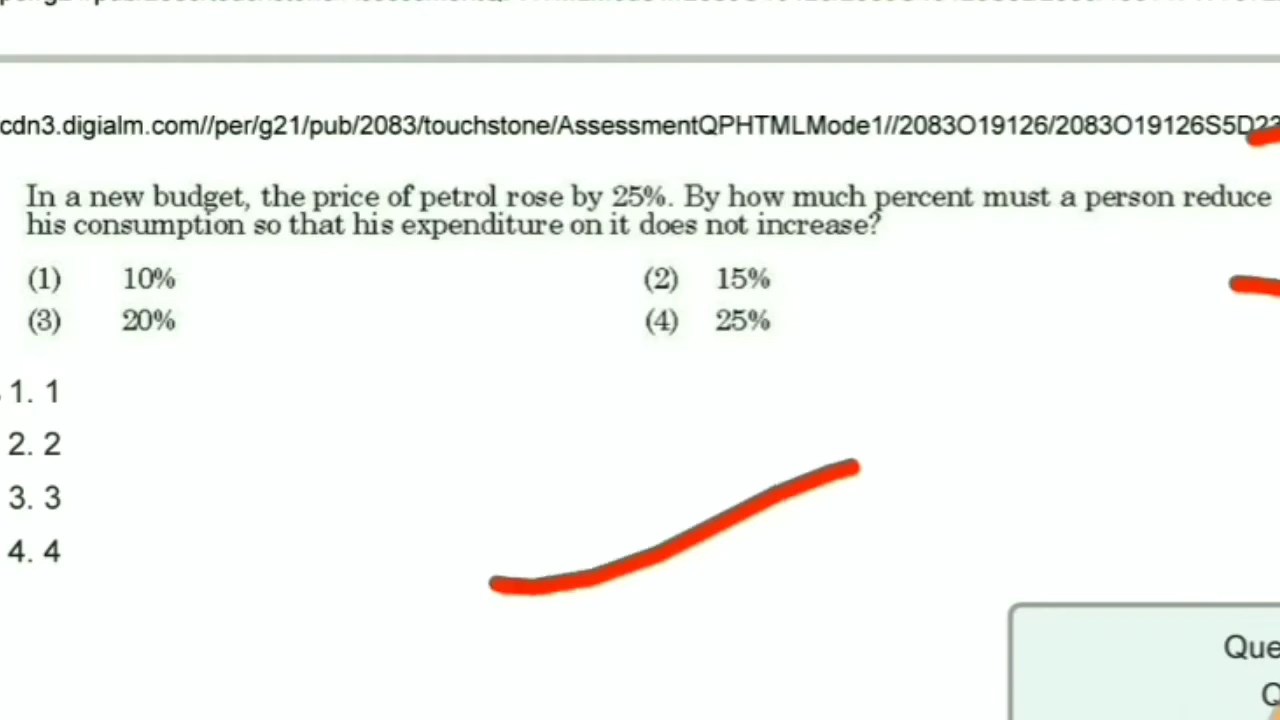 cdn3.digialm.com//per/g21/pub/2083/touchstone/AssessmentQPHTMLMode1//2083O19126/2083O19126S5D
In a new budget, the price of petrol rose by 25%. By how much percent must a person reduce
his consumption so that his expenditure on it does not increase?
(1) 10% (2) 15%
(3) 20% (4) 25%
1. 1
2. 2
3. 3
4. 4
Que
Q